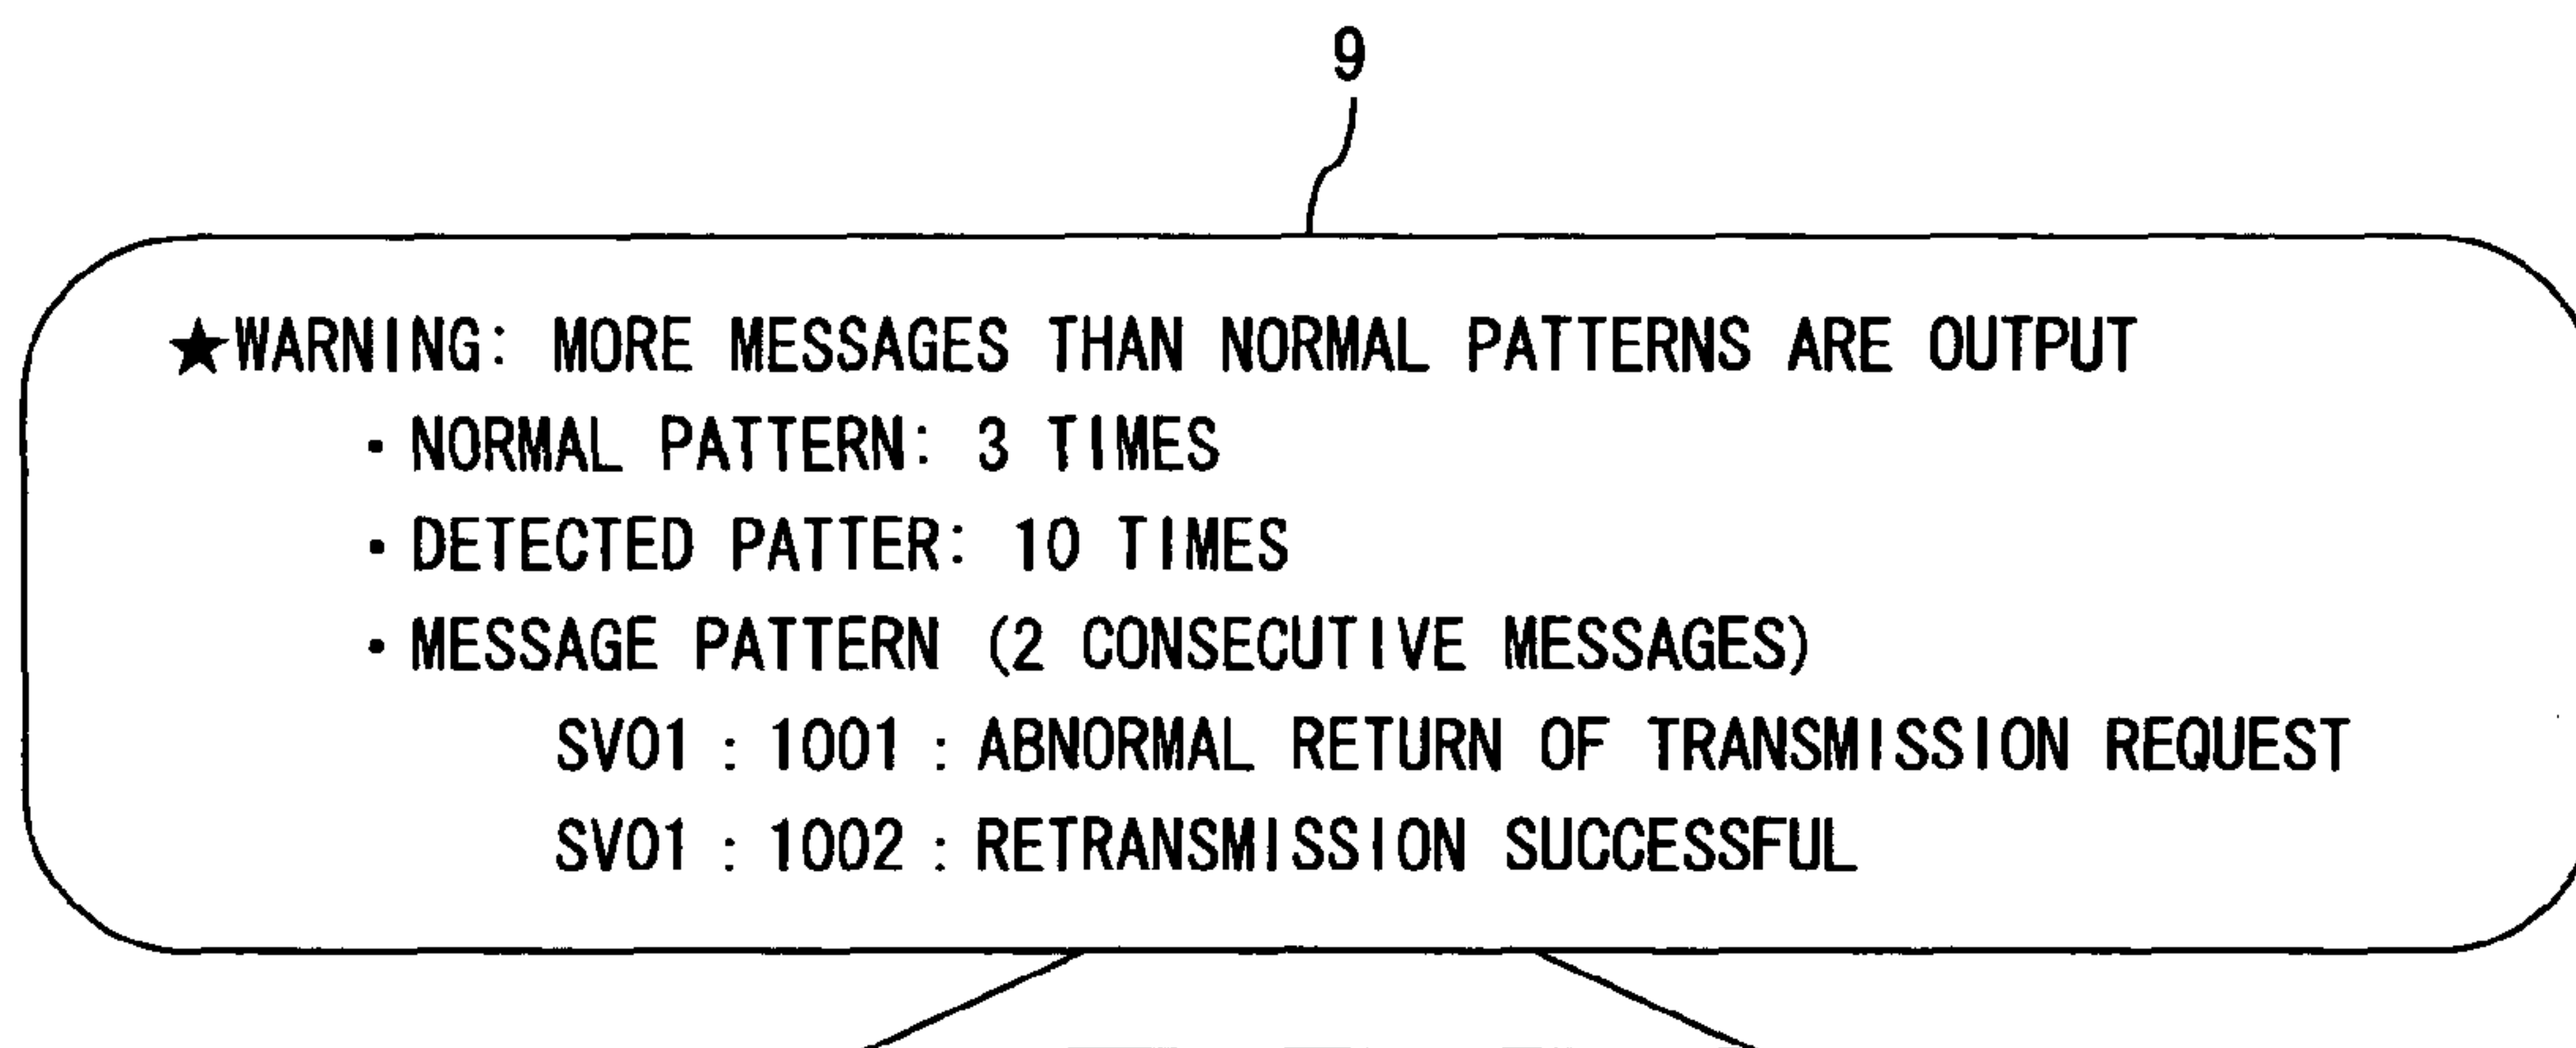 9
★WARNING: MORE MESSAGES THAN NORMAL PATTERNS ARE OUTPUT
・NORMAL PATTERN: 3 TIMES
・DETECTED PATTER: 10 TIMES
・MESSAGE PATTERN (2 CONSECUTIVE MESSAGES)
SV01 : 1001 : ABNORMAL RETURN OF TRANSMISSION REQUEST
SV01 : 1002 : RETRANSMISSION SUCCESSFUL